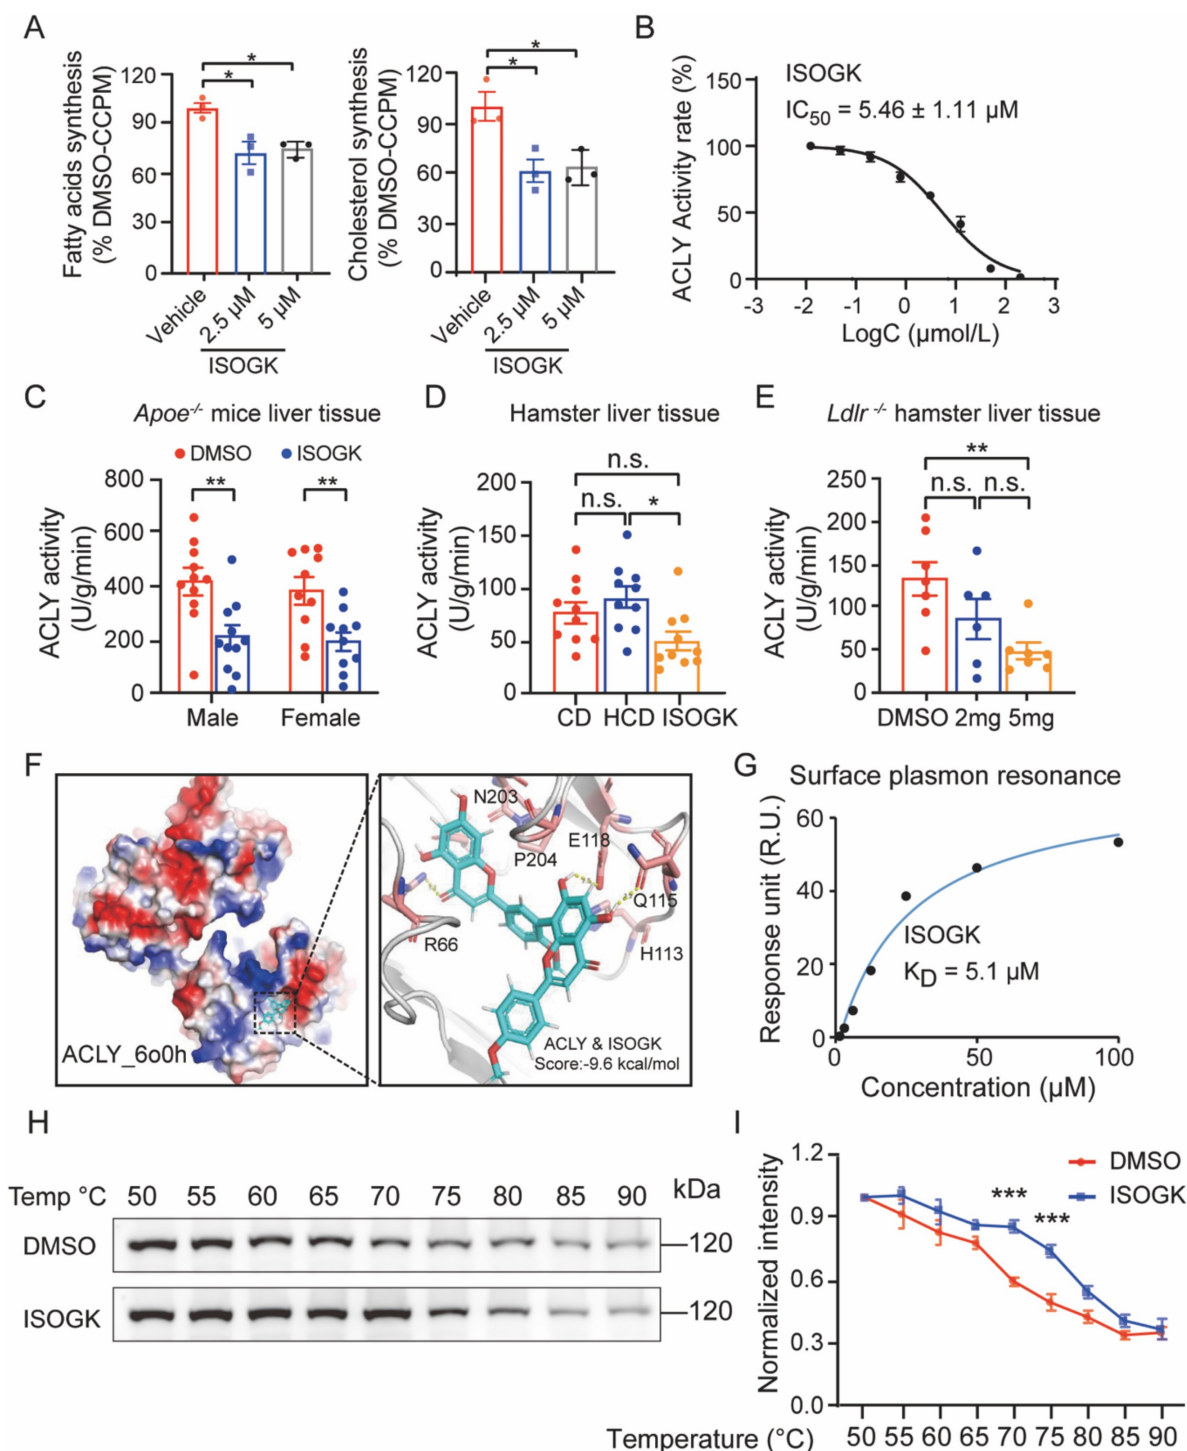 A
Fatty acids synthesis
(% DMSO-CCPM)
120
90
60
30
0
*
*
Vehicle
2.5 µM
5 µM
ISOGK
Cholesterol synthesis
(% DMSO-CCPM)
120
90
60
30
0
*
*
Vehicle
2.5 µM
5 µM
ISOGK
B
ACLY Activity rate (%)
150
100
50
0
ISOGK
IC50 = 5.46 ± 1.11 µM
-3 -2 -1 0 1 2 3
LogC (µmol/L)
C
Apoe-/- mice liver tissue
DMSO ISOGK
ACLY activity
(U/g/min)
800
600
400
200
0
** **
Male Female
D
Hamster liver tissue
ACLY activity
(U/g/min)
200
150
100
50
0
n.s.
n.s. *
CD HCD ISOGK
E
Ldlr -/- hamster liver tissue
ACLY activity
(U/g/min)
250
200
150
100
50
0
**
n.s. n.s.
DMSO 2mg 5mg
F
ACLY_6o0h
N203
P204
E118
Q115
R66
H113
ACLY & ISOGK
Score:-9.6 kcal/mol
G
Surface plasmon resonance
Response unit (R.U.)
60
40
20
0
ISOGK
KD = 5.1 µM
0 50 100
Concentration (µM)
H
Temp °C 50 55 60 65 70 75 80 85 90 kDa
DMSO 120
ISOGK 120
I
Normalized intensity
1.2
0.9
0.6
0.3
0.0
DMSO
ISOGK
***
***
Temperature (°C) 50 55 60 65 70 75 80 85 90